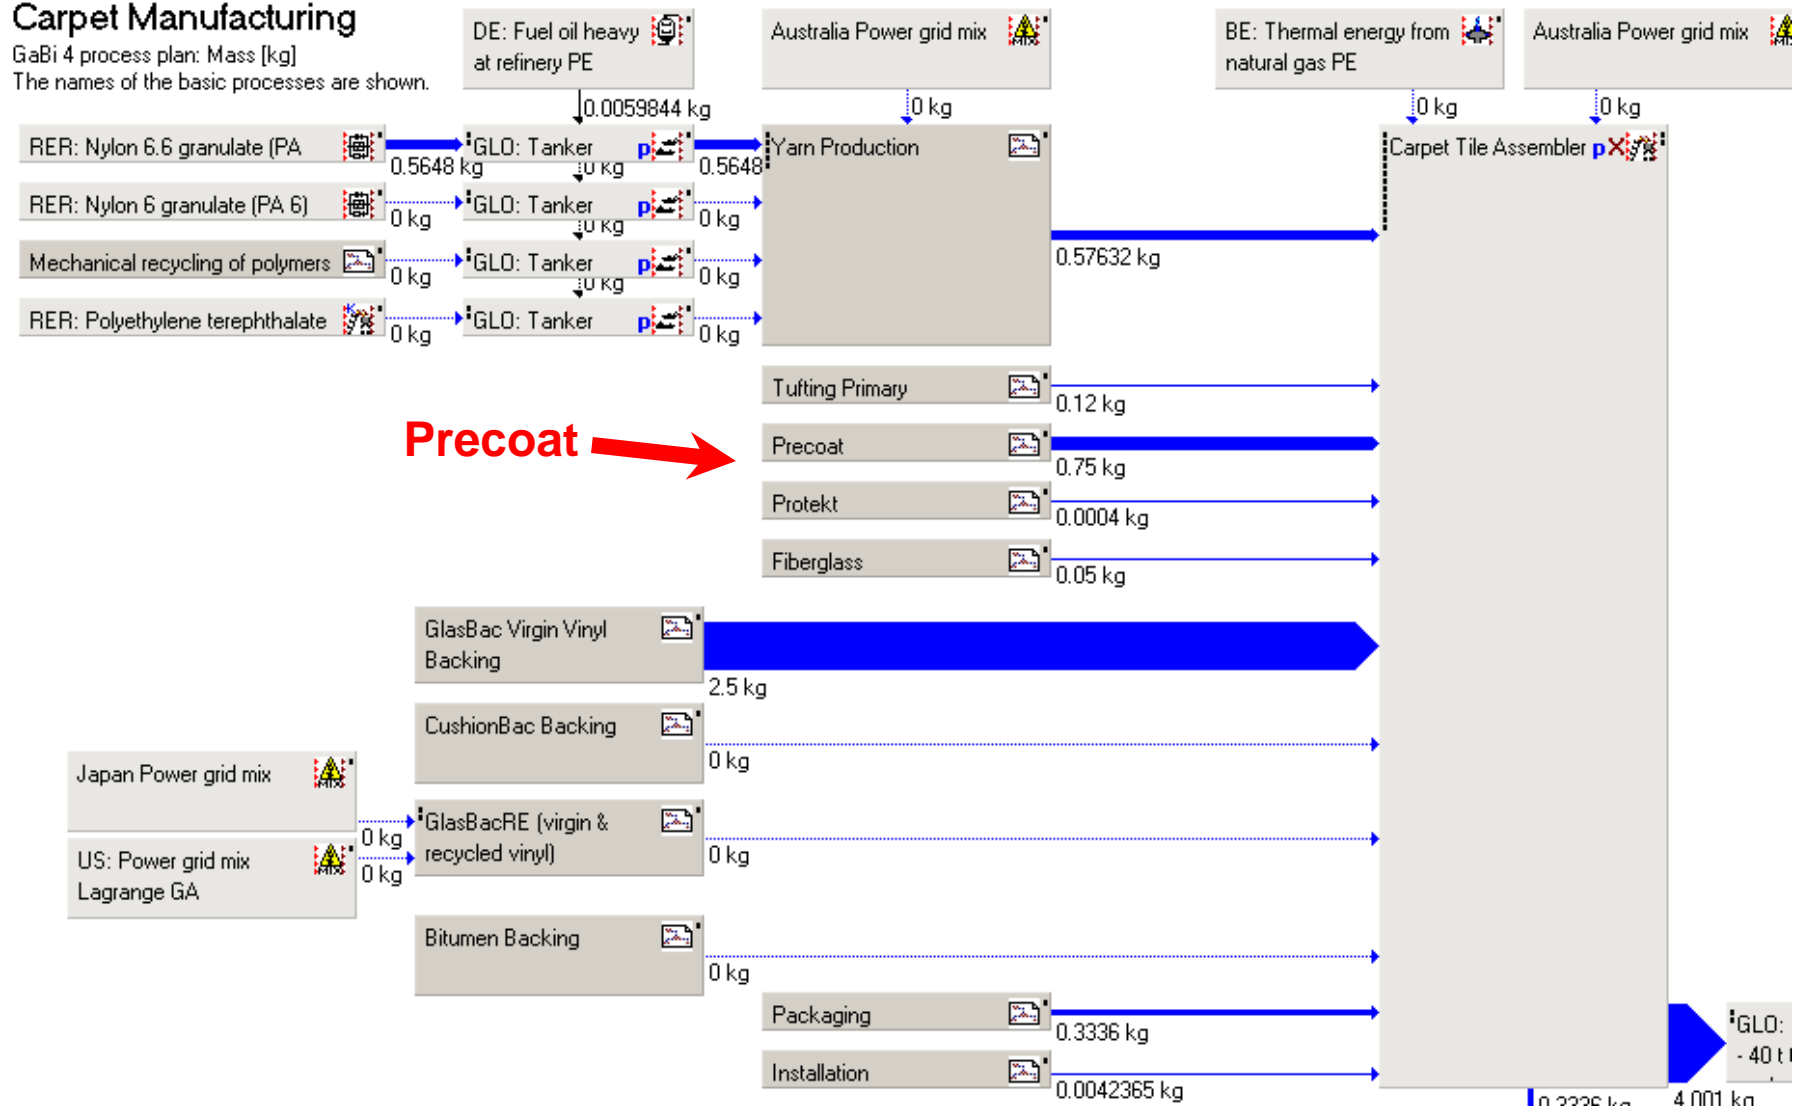 Carpet Manufacturing
GaBi 4 process plan: Mass [kg]
The names of the basic processes are shown.
DE: Fuel oil heavy
at refinery PE
Australia Power grid mix
BE: Thermal energy from
natural gas PE
Australia Power grid mix
0.0059844 kg
0 kg
0 kg
0 kg
RER: Nylon 6.6 granulate (PA
0.5648 kg
GLO: Tanker
p
0 kg
0.5648
Yarn Production
Carpet Tile Assembler
p
RER: Nylon 6 granulate (PA 6)
0 kg
GLO: Tanker
p
0 kg
0 kg
Mechanical recycling of polymers
0 kg
GLO: Tanker
p
0 kg
0 kg
RER: Polyethylene terephthalate
0 kg
GLO: Tanker
p
0 kg
0.57632 kg
Tufting Primary
0.12 kg
Precoat
Precoat
0.75 kg
Protekt
0.0004 kg
Fiberglass
0.05 kg
GlasBac Virgin Vinyl
Backing
2.5 kg
CushionBac Backing
0 kg
Japan Power grid mix
0 kg
US: Power grid mix
Lagrange GA
0 kg
GlasBacRE (virgin &
recycled vinyl)
0 kg
Bitumen Backing
0 kg
Packaging
0.3336 kg
Installation
0.0042365 kg
GLO:
- 40 t
0.3336 kg
4.001 kg